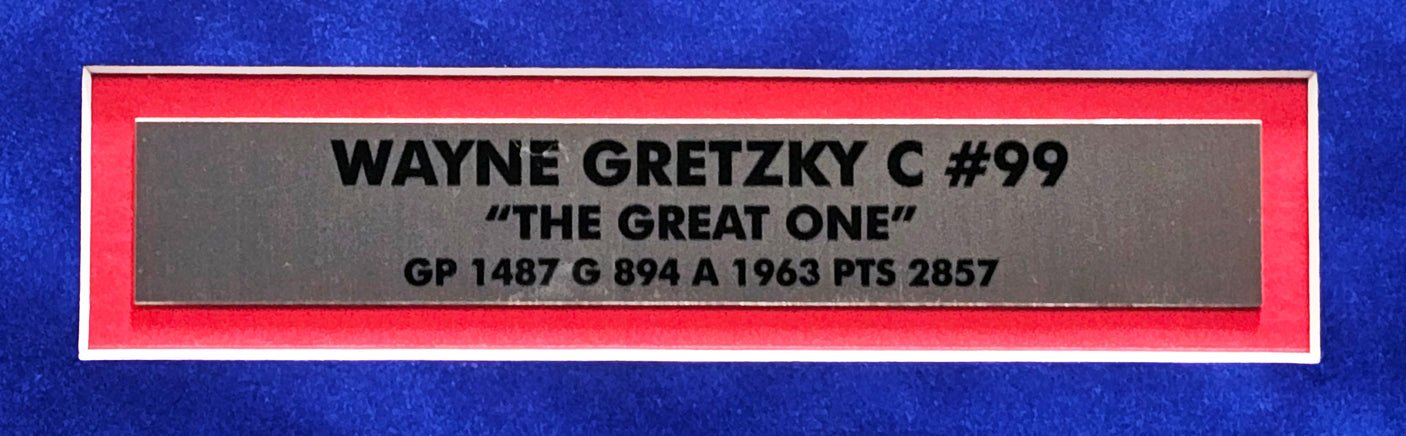 WAYNE GRETZKY C #99
“THE GREAT ONE”
GP 1487 G 894 A 1963 PTS 2857